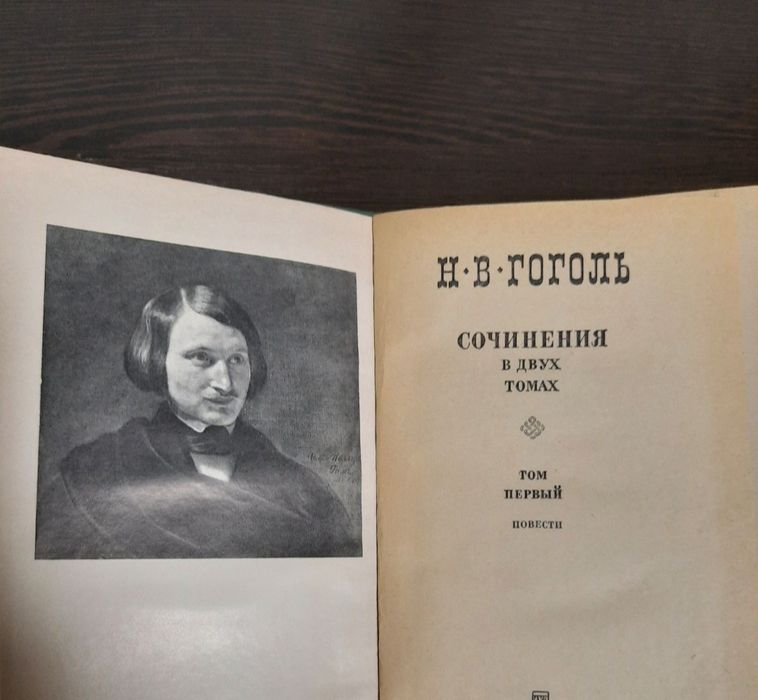 Н·В·ГОГОЛЬ
СОЧИНЕНИЯ
В ДВУХ
ТОМАХ
ТОМ
ПЕРВЫЙ
ПОВЕСТИ